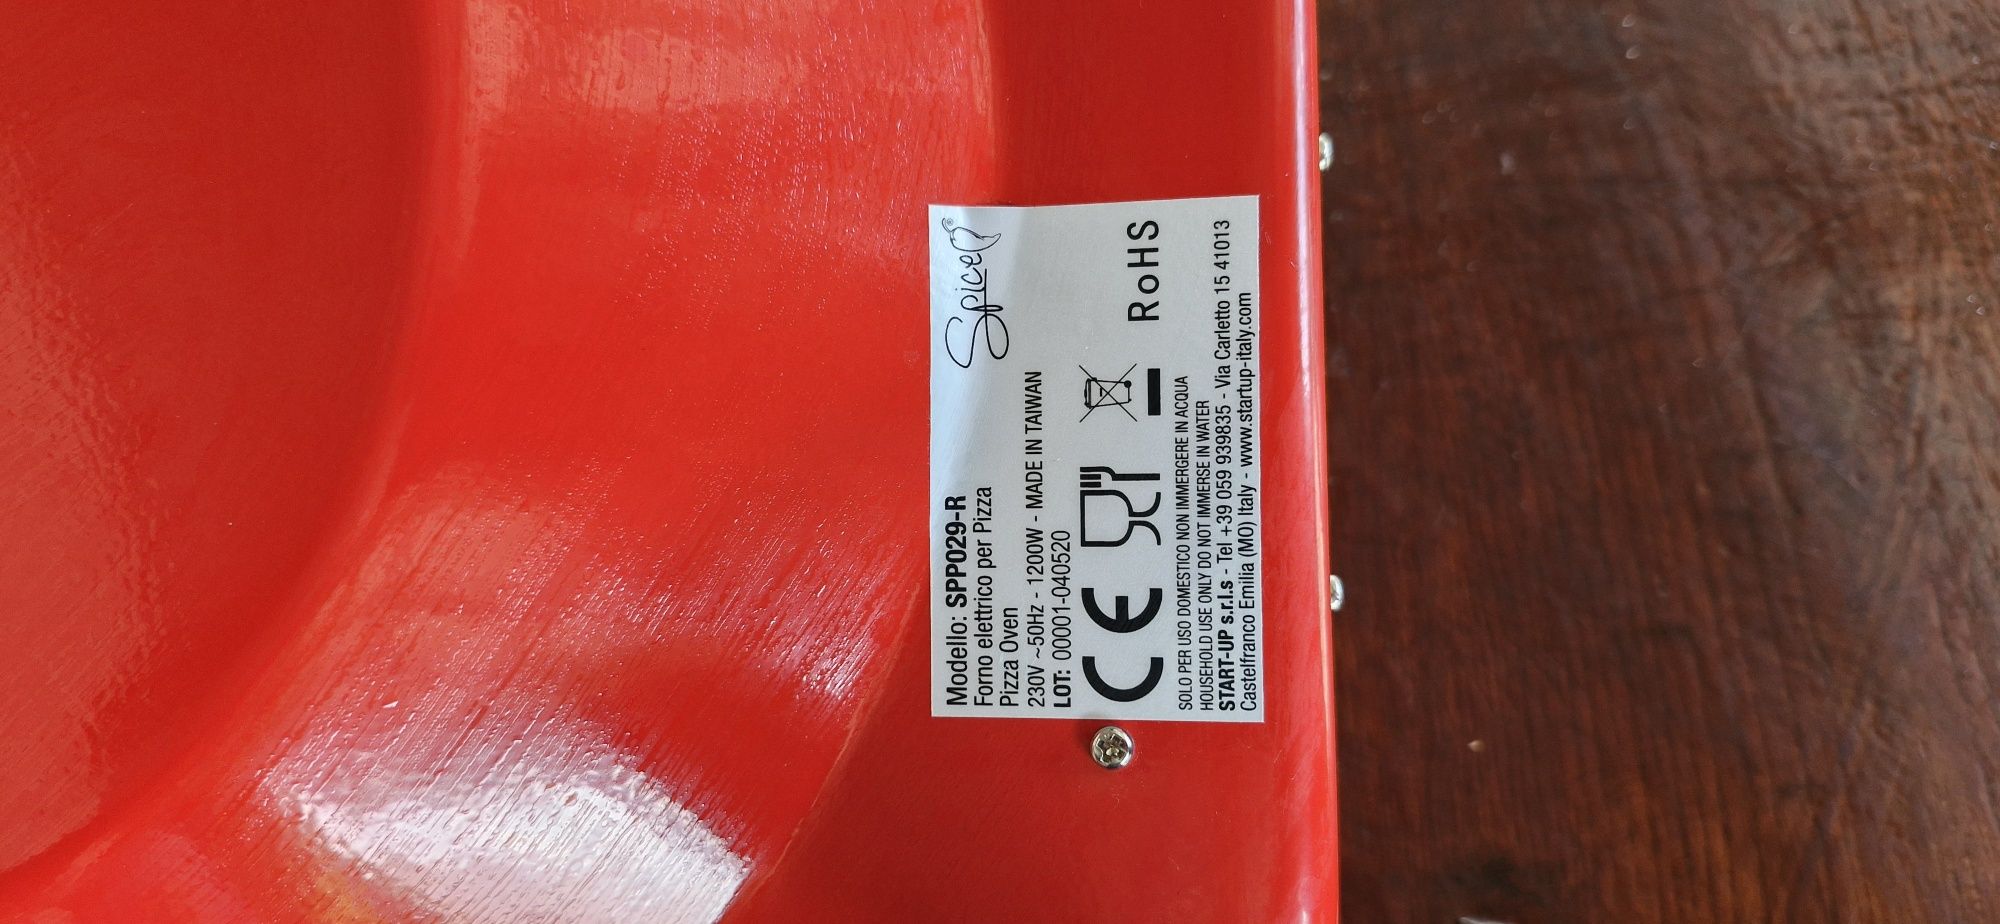 Spice®
Modello: SPP029-R
Forno elettrico per Pizza
Pizza Oven
230V ~50Hz - 1200W - MADE IN TAIWAN
LOT: 00001-040520
CE
RoHS
SOLO PER USO DOMESTICO NON IMMERGERE IN ACQUA
HOUSEHOLD USE ONLY DO NOT IMMERSE IN WATER
START-UP s.r.l.s - Tel +39 059 939835 - Via Carletto 15 41013
Castelfranco Emilia (MO) Italy - www.startup-italy.com